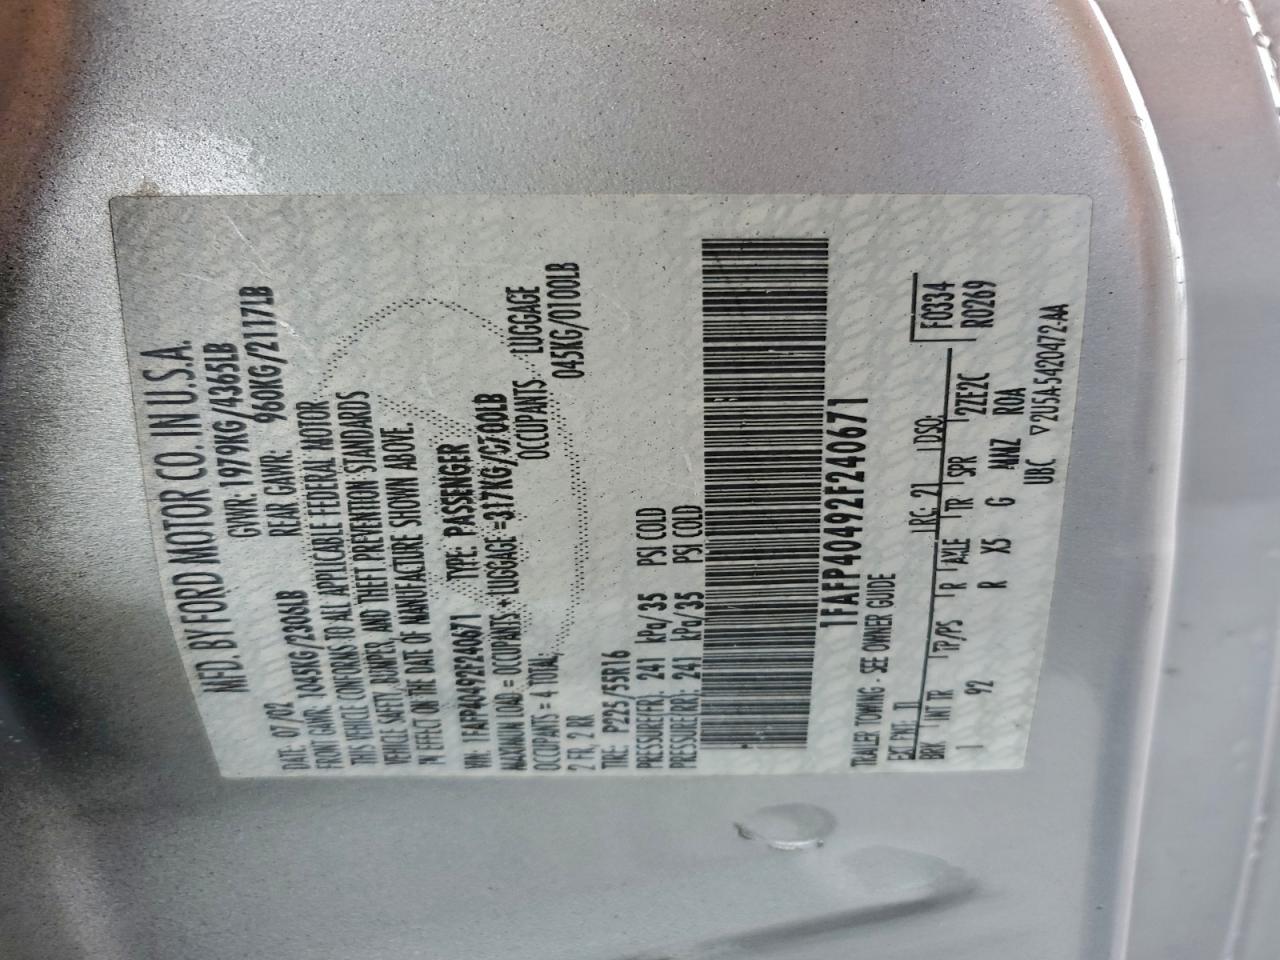 MFD. BY FORD MOTOR CO. IN U.S.A.
DATE: 07/02 GVWR: 1979KG/4365LB
FRONT GAWR: 1045KG/2306LB REAR GAWR: 960KG/2117LB
THIS VEHICLE CONFORMS TO ALL APPLICABLE FEDERAL MOTOR
VEHICLE SAFETY, BUMPER, AND THEFT PREVENTION STANDARDS
IN EFFECT ON THE DATE OF MANUFACTURE SHOWN ABOVE.
VIN: 1FAFP40492F240671 TYPE: PASSENGER
MAXIMUM LOAD = OCCUPANTS + LUGGAGE = 317KG/0700LB
OCCUPANTS = 4 TOTAL: OCCUPANTS LUGGAGE
2 FR, 2 RR 045KG/0100LB
TIRE: P225/55R16
PRESSURE(FR): 241 kPa/35 PSI COLD
PRESSURE(RR): 241 kPa/35 PSI COLD
1FAFP40492F240671
TRAILER TOWING - SEE OWNER GUIDE
EXT PNT: RC: 21 DSO: F0334
BRK INT TR TP/PS R AXLE TR SPR 27E2C R0269
1 92 R X5 G MMZ ROA
UBC ▽2U5A-5420472-AA